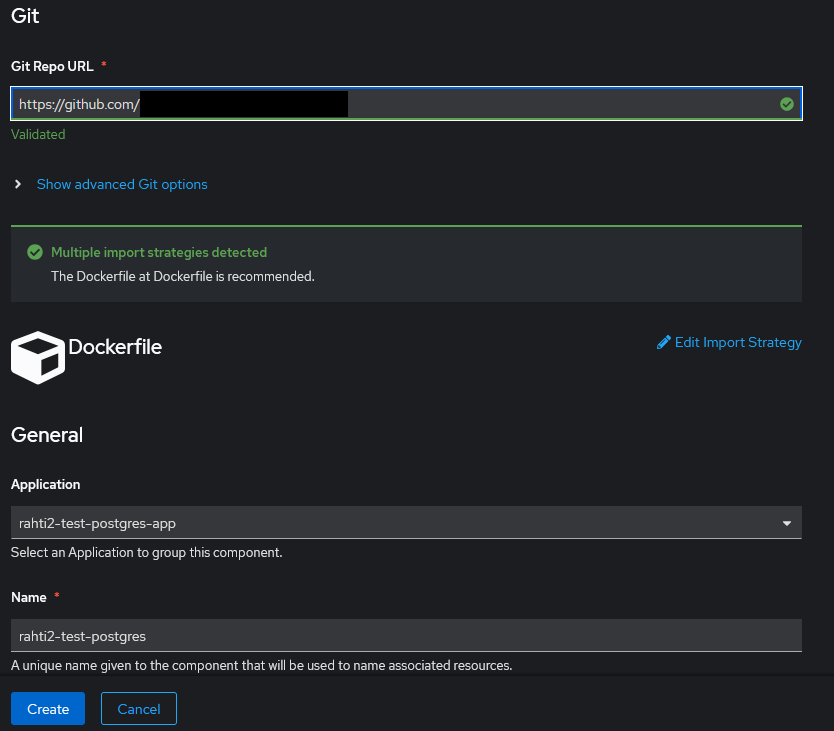 Git
Git Repo URL *
https://github.com/
Validated
Show advanced Git options
Multiple import strategies detected
The Dockerfile at Dockerfile is recommended.
Dockerfile
Edit Import Strategy
General
Application
rahti2-test-postgres-app
Select an Application to group this component.
Name *
rahti2-test-postgres
A unique name given to the component that will be used to name associated resources.
Create
Cancel